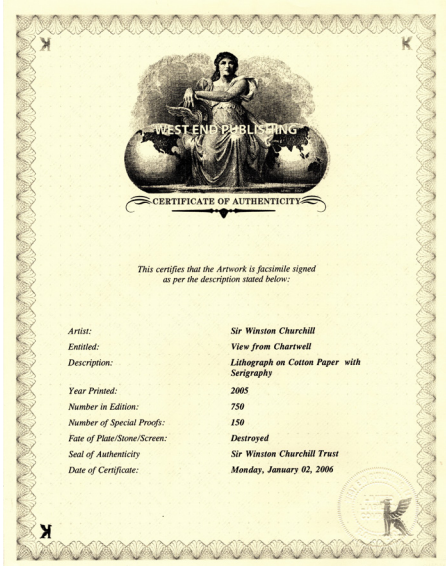 WEST END PUBLISHING
CERTIFICATE OF AUTHENTICITY
This certifies that the Artwork is facsimile signed
as per the description stated below:
Artist: Sir Winston Churchill
Entitled: View from Chartwell
Description: Lithograph on Cotton Paper with
Serigraphy
Year Printed: 2005
Number in Edition: 750
Number of Special Proofs: 150
Fate of Plate/Stone/Screen: Destroyed
Seal of Authenticity Sir Winston Churchill Trust
Date of Certificate: Monday, January 02, 2006